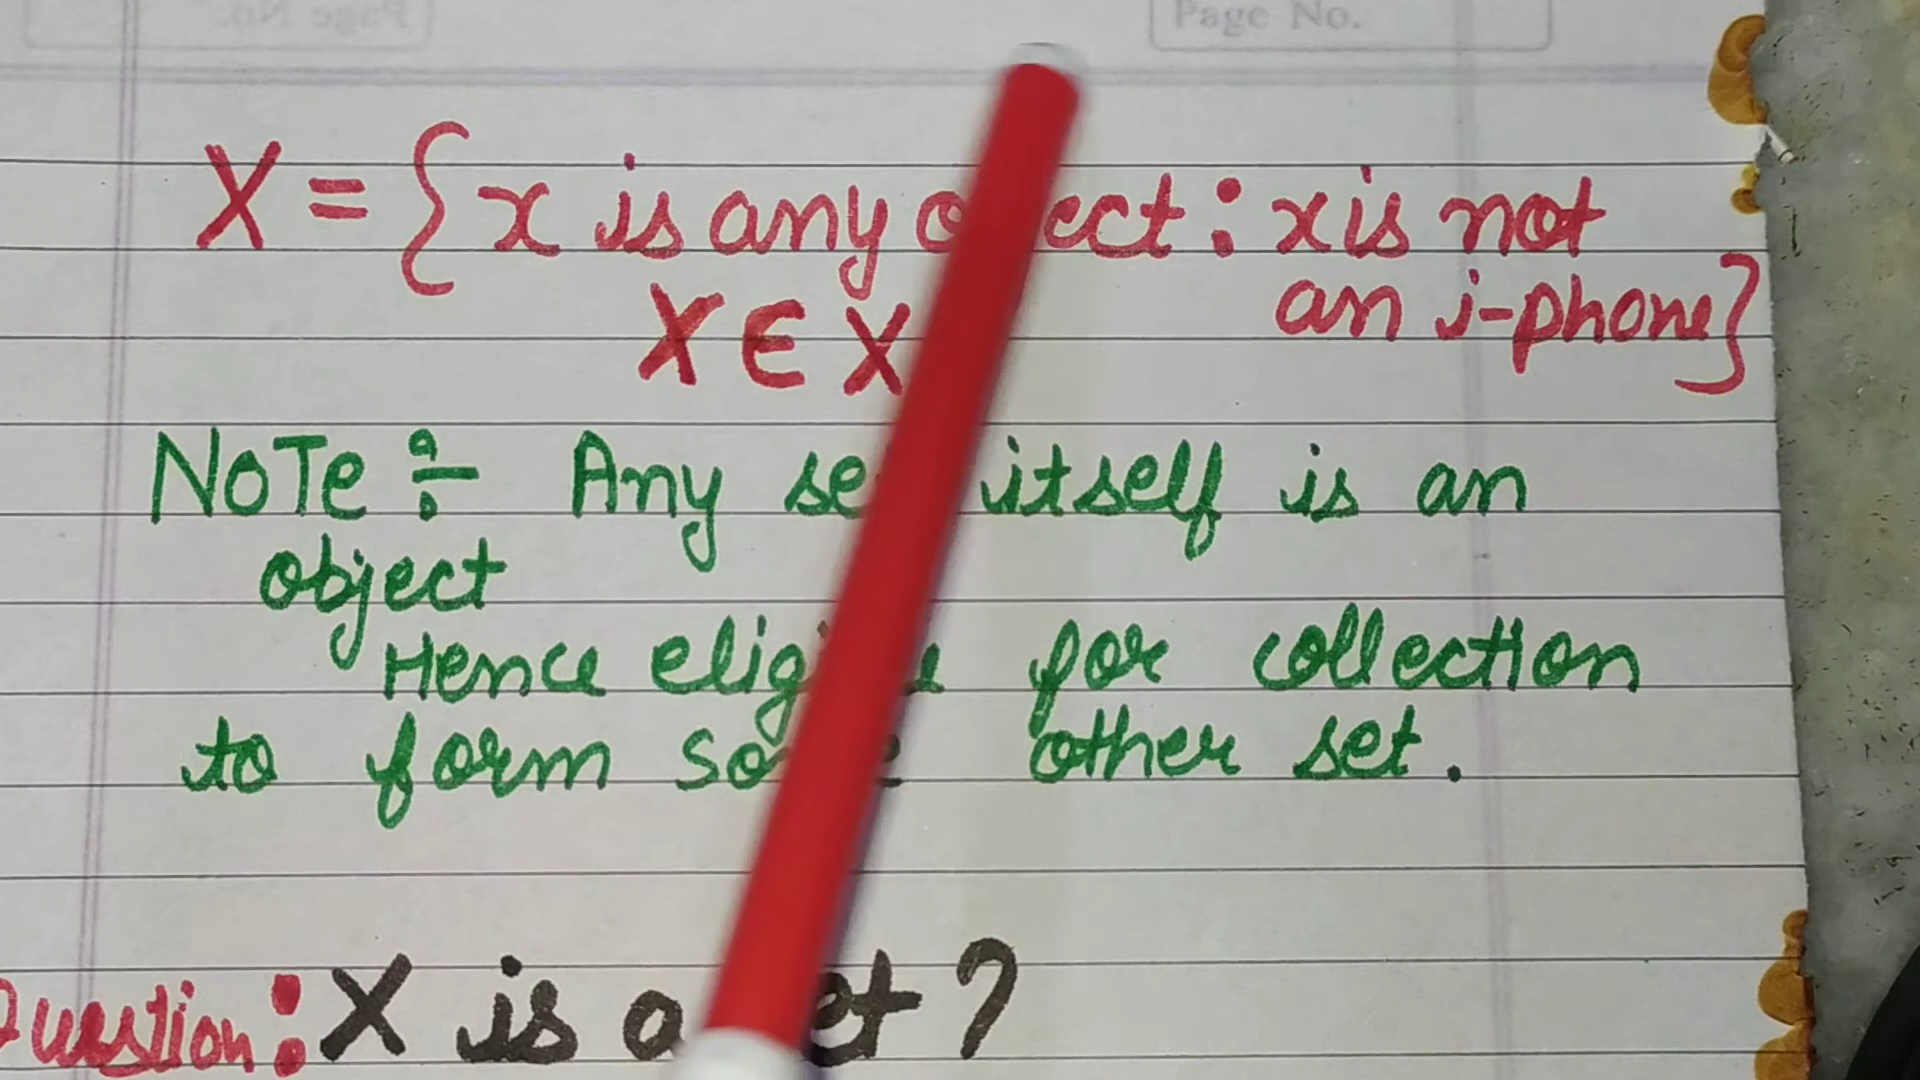 Page No.
X = { x is any ect : x is not
an i-phone}
X ∈ X
NoTe :- Any itself is an
object
Hence for collection
to form other set.
Question: X is a ?